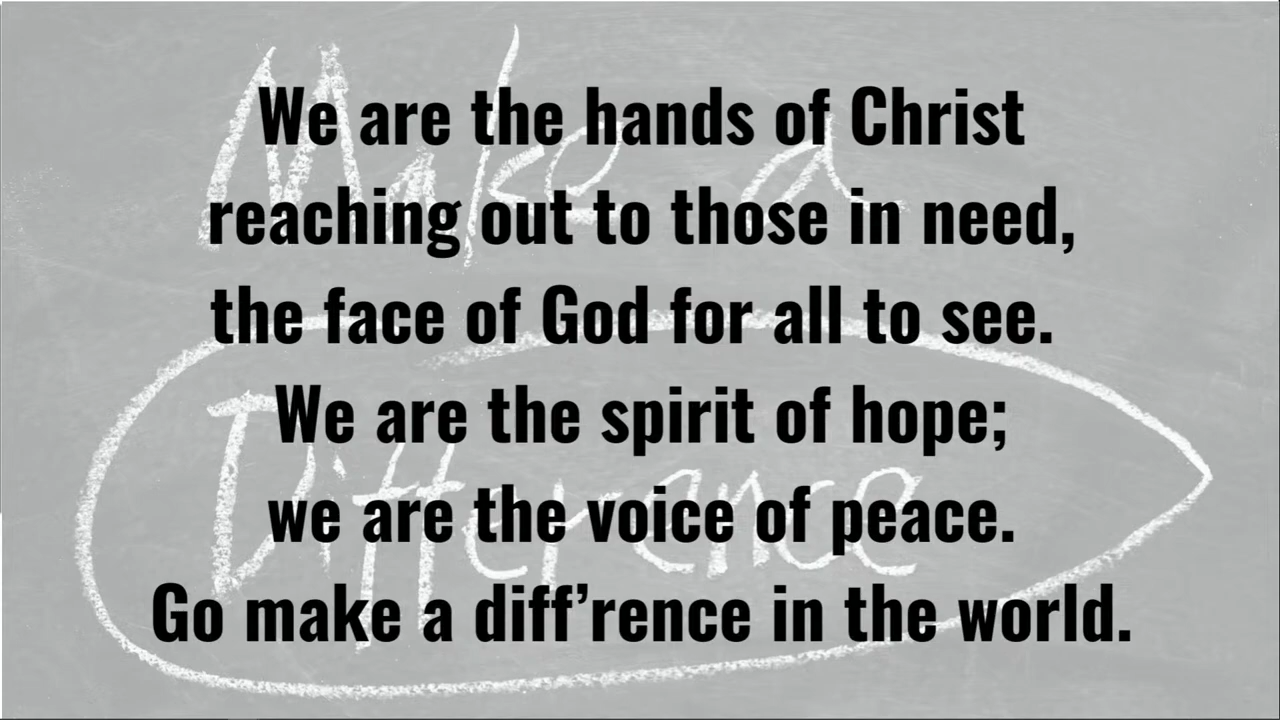 Make a
We are the hands of Christ
reaching out to those in need,
the face of God for all to see.
We are the spirit of hope;
Difference
we are the voice of peace.
Go make a diff’rence in the world.